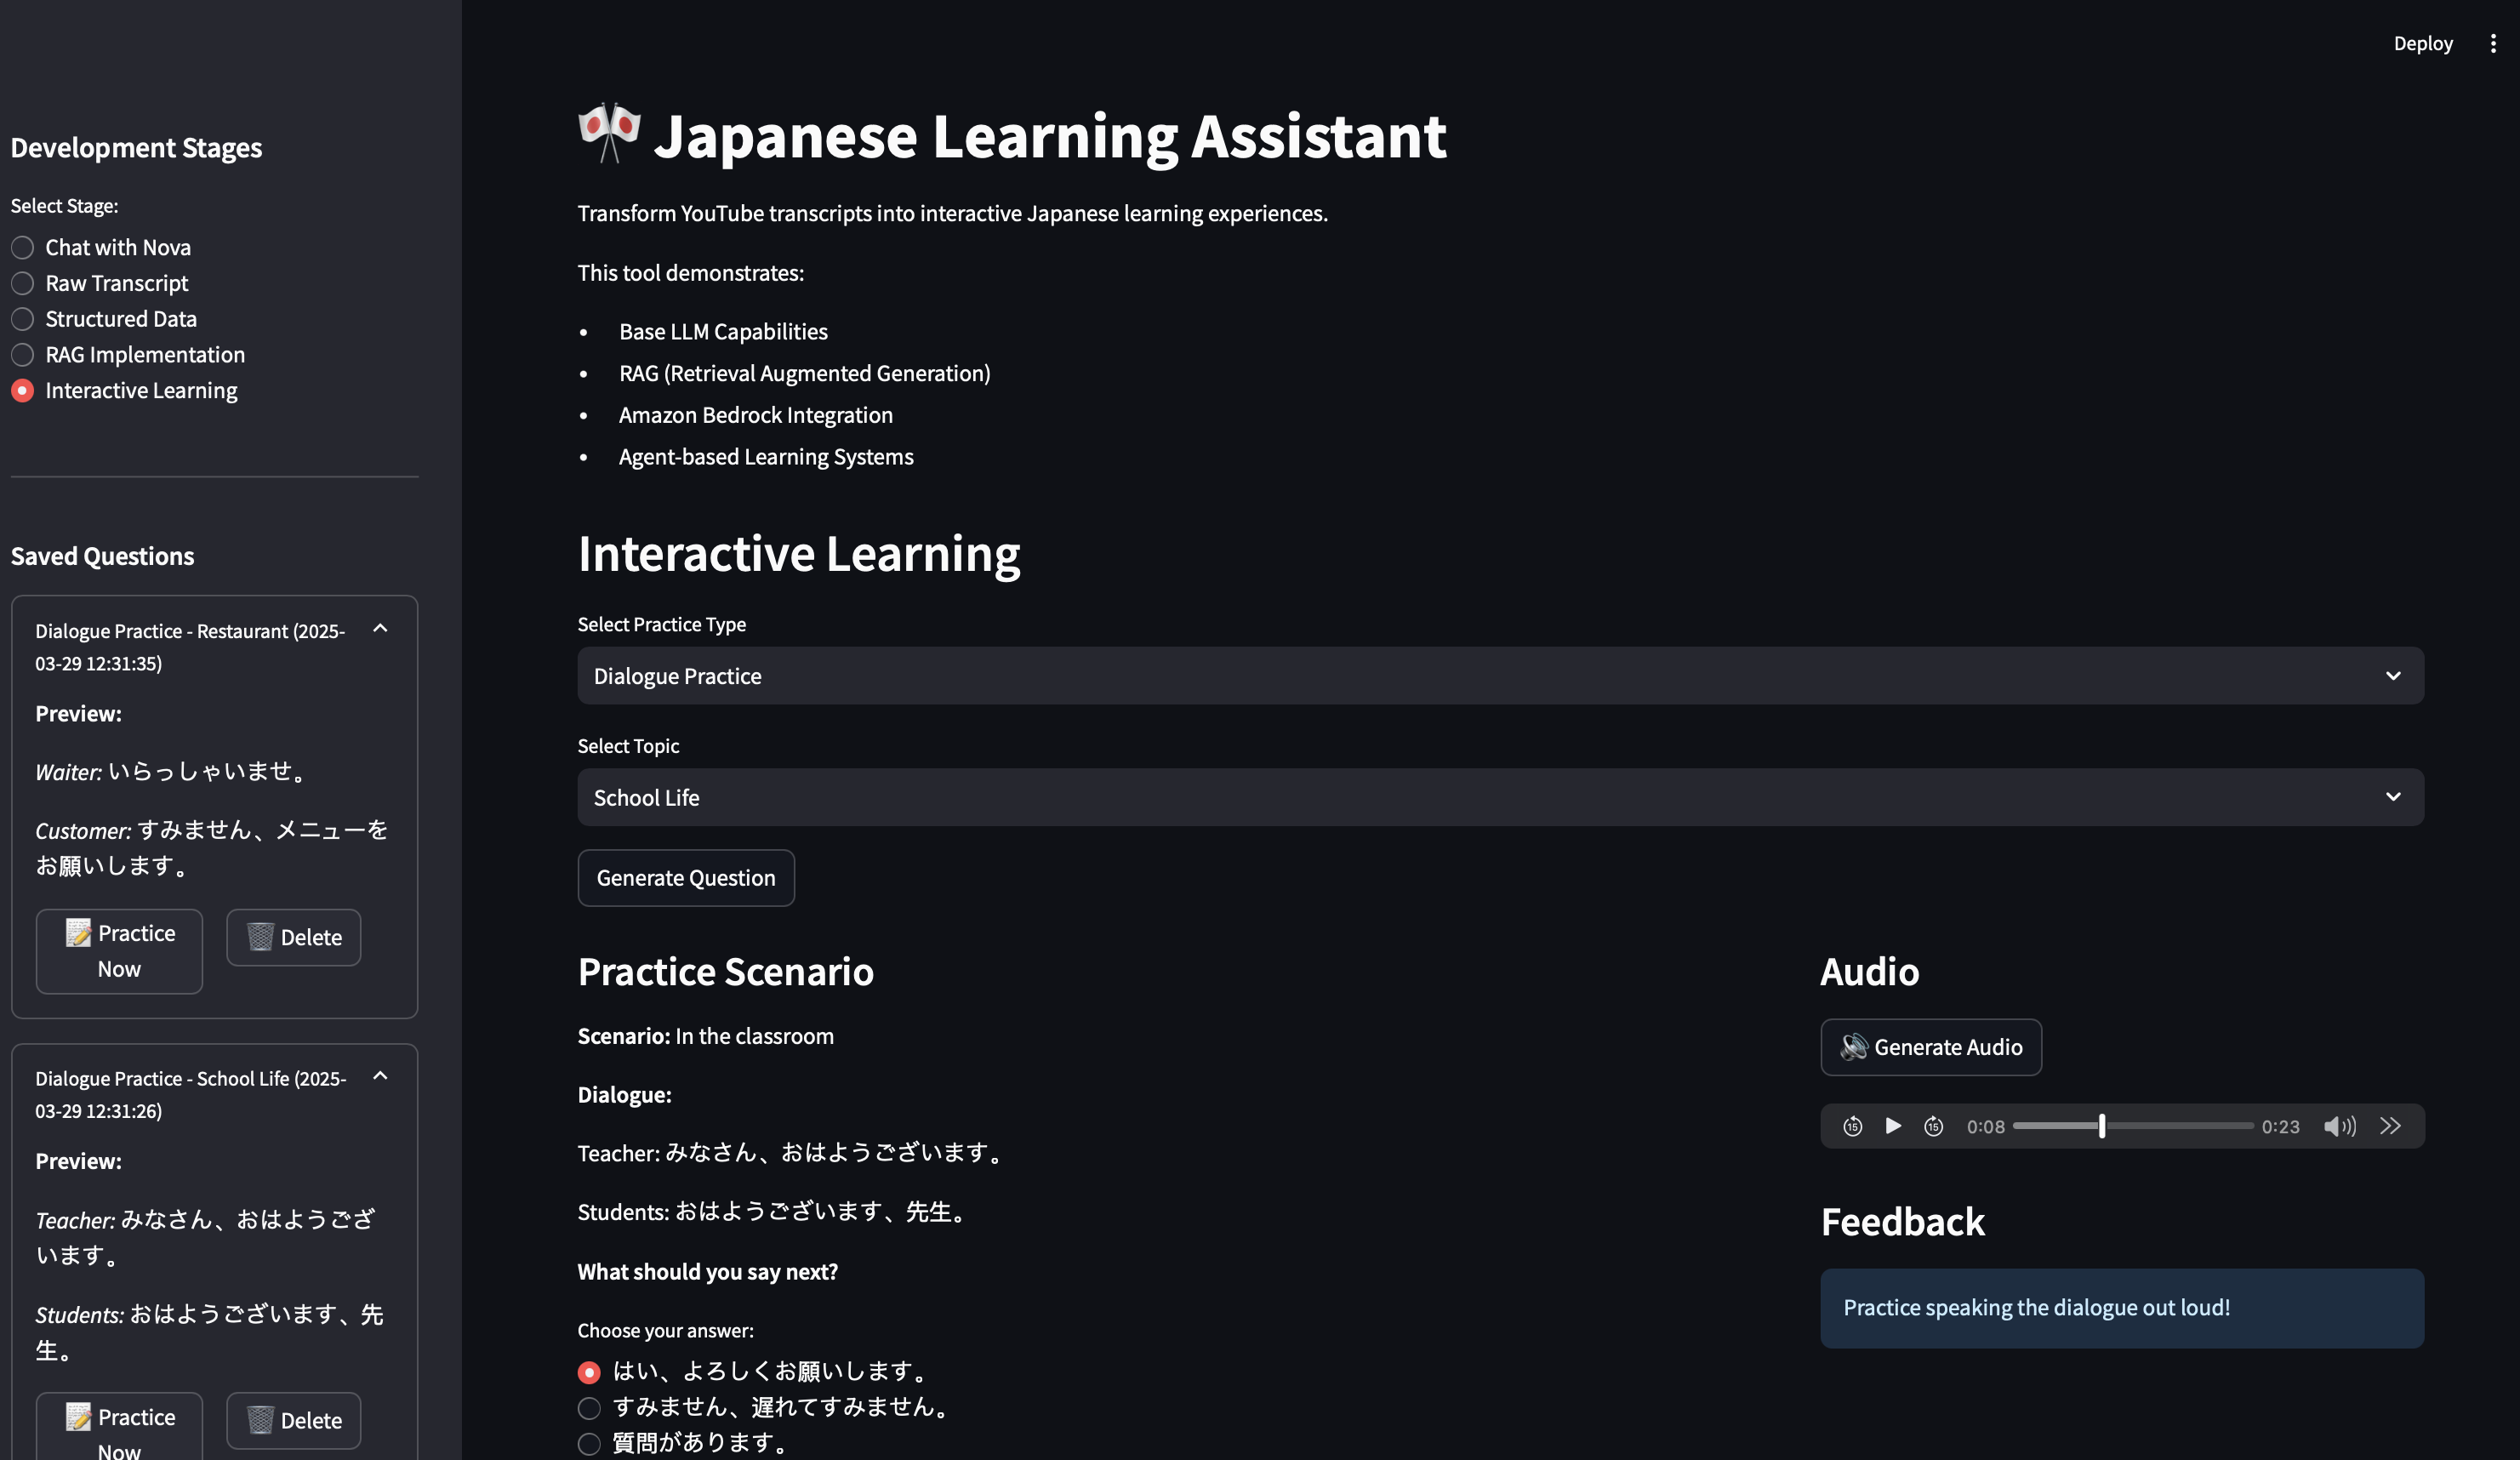 Deploy
Development Stages
Select Stage:
Chat with Nova
Raw Transcript
Structured Data
RAG Implementation
Interactive Learning
Saved Questions
Dialogue Practice - Restaurant (2025-
03-29 12:31:35)
Preview:
Waiter: いらっしゃいませ。
Customer: すみません、メニューを
お願いします。
Practice
Now
Delete
Dialogue Practice - School Life (2025-
03-29 12:31:26)
Preview:
Teacher: みなさん、おはようござ
います。
Students: おはようございます、先
生。
Practice
Now
Delete
Japanese Learning Assistant
Transform YouTube transcripts into interactive Japanese learning experiences.
This tool demonstrates:
• Base LLM Capabilities
• RAG (Retrieval Augmented Generation)
• Amazon Bedrock Integration
• Agent-based Learning Systems
Interactive Learning
Select Practice Type
Dialogue Practice
Select Topic
School Life
Generate Question
Practice Scenario
Scenario: In the classroom
Dialogue:
Teacher: みなさん、おはようございます。
Students: おはようございます、先生。
What should you say next?
Choose your answer:
はい、よろしくお願いします。
すみません、遅れてすみません。
質問があります。
Audio
Generate Audio
15 15 0:08 0:23
Feedback
Practice speaking the dialogue out loud!